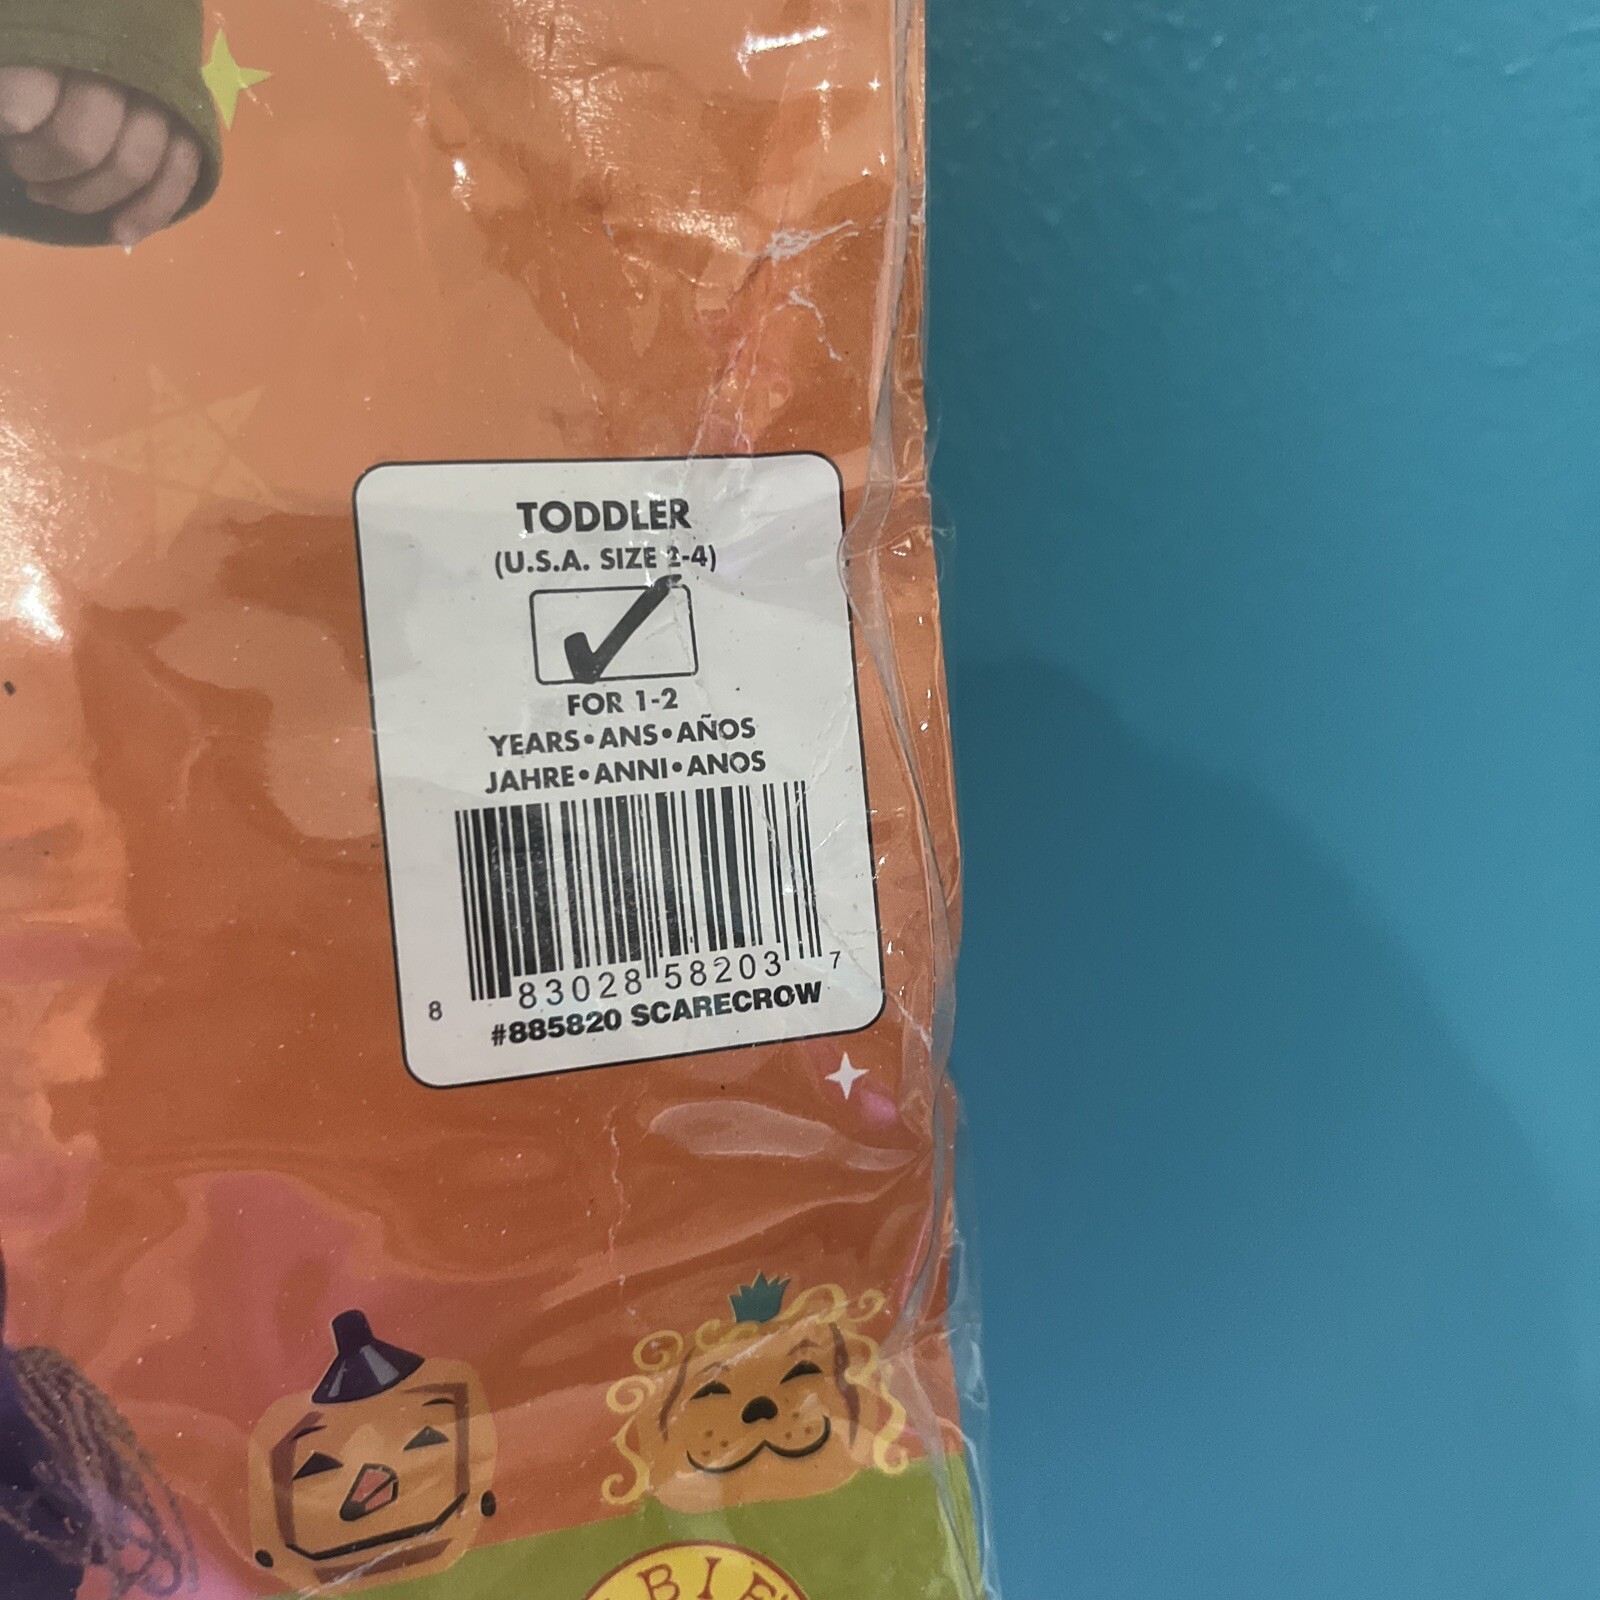 TODDLER
(U.S.A. SIZE 2-4)
FOR 1-2
YEARS•ANS•AÑOS
JAHRE•ANNI•ANOS
8 83028 58203 7
#885820 SCARECROW